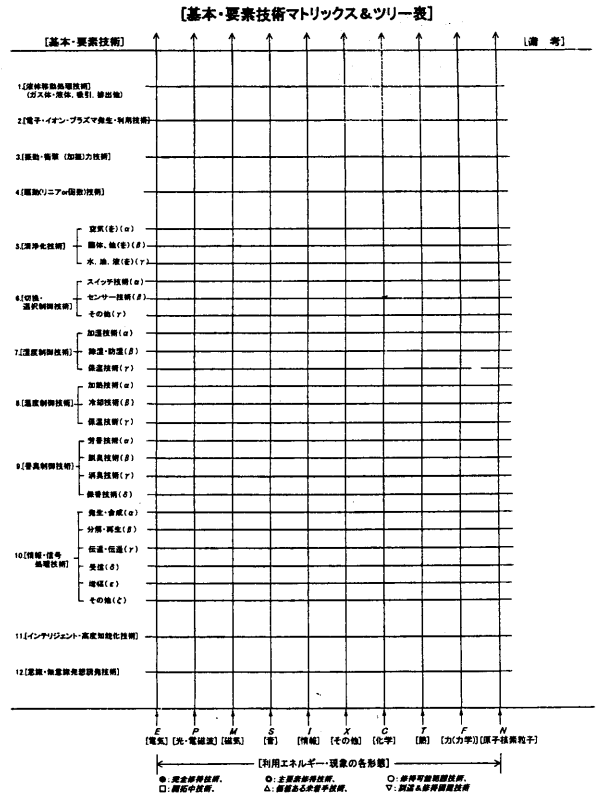 [基本・要素技術マトリックス＆ツリー表]
[基本・要素技術]
[備 考]
1.[液体移動処理技術]
(ガス体・液体、吸引、排出他)
2.[電子・イオン・プラズマ発生・利用技術]
3.[振動・衝撃 (加振)力技術]
4.[駆動(リニアor回数)技術]
5.[清浄化技術]
空気(を)(α)
固体、他(を)(β)
水、油、液(を)(γ)
6.[切換・
選択制御技術]
スイッチ技術(α)
センサー技術(β)
その他(γ)
7.[湿度制御技術]
加湿技術(α)
除湿・防湿(β)
保湿技術(γ)
8.[温度制御技術]
加熱技術(α)
冷却技術(β)
保温技術(γ)
9.[香臭制御技術]
芳香技術(α)
脱臭技術(β)
消臭技術(γ)
保香技術(δ)
10.[情報・信号
処理技術]
発生・合成(α)
分解・再生(β)
伝達・伝送(γ)
受信(δ)
増幅(ε)
その他(ζ)
11.[インテリジェント・高度知能化技術]
12.[意識・無意識発想誘発技術]
E P M S I X C T F N
[電気] [光・電磁波] [磁気] [音] [情報] [その他] [化学] [熱] [力(力学)] [原子核素粒子]
[利用エネルギー・現象の各形態]
●：完全修得技術、 ◎：主要素修得技術、 ○：修得可能範囲技術、
□：開拓中技術、 △：価値ある未着手技術、 ▽：調達＆修得困難技術